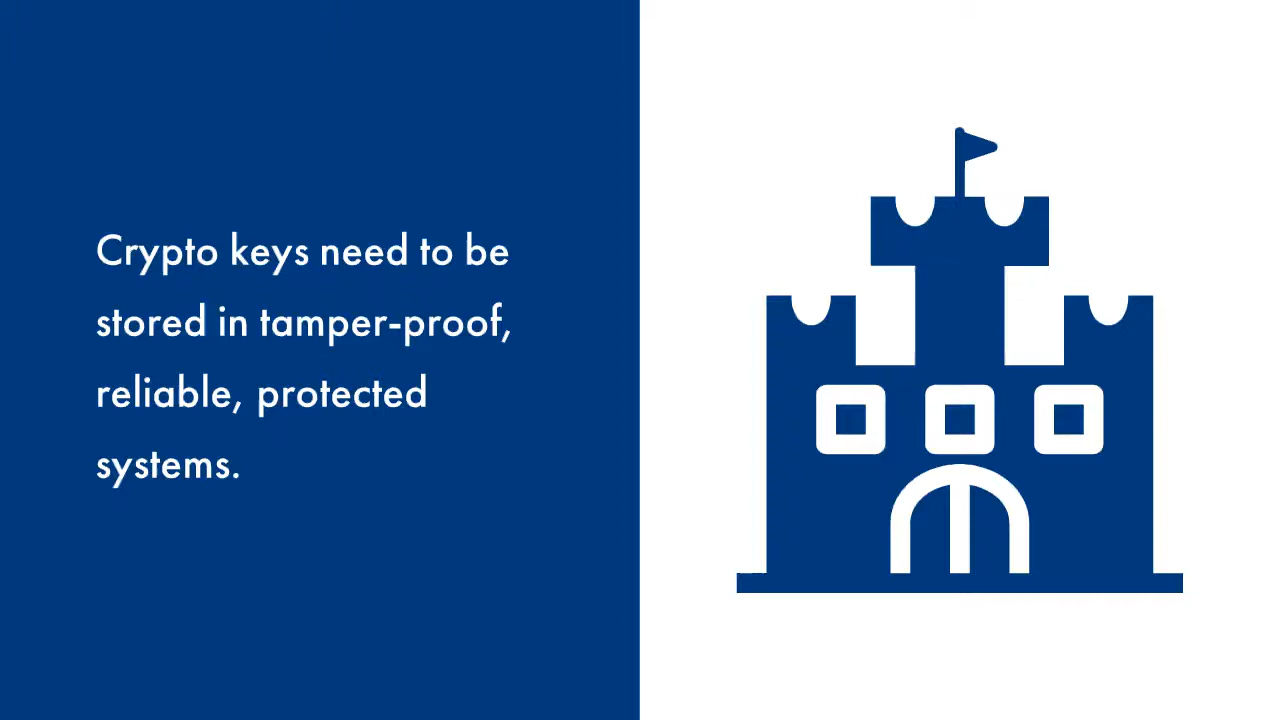 Crypto keys need to be
stored in tamper-proof,
reliable, protected
systems.